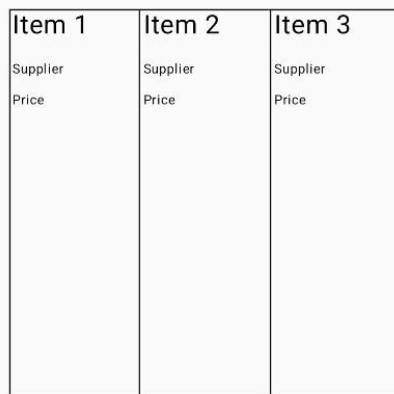 Item 1
Supplier
Price
Item 2
Supplier
Price
Item 3
Supplier
Price